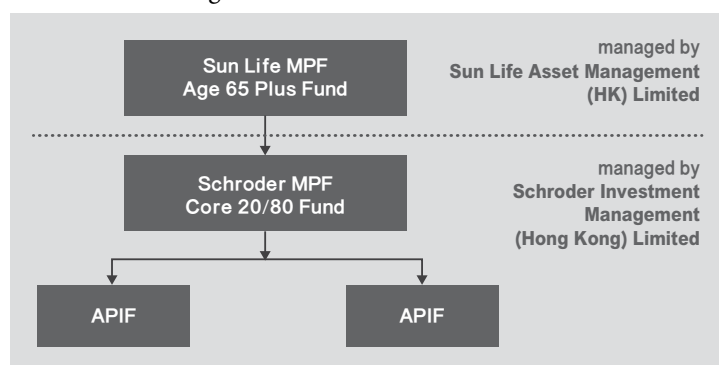 Sun Life MPF
Age 65 Plus Fund
managed by
Sun Life Asset Management
(HK) Limited
Schroder MPF
Core 20/80 Fund
managed by
Schroder Investment
Management
(Hong Kong) Limited
APIF
APIF